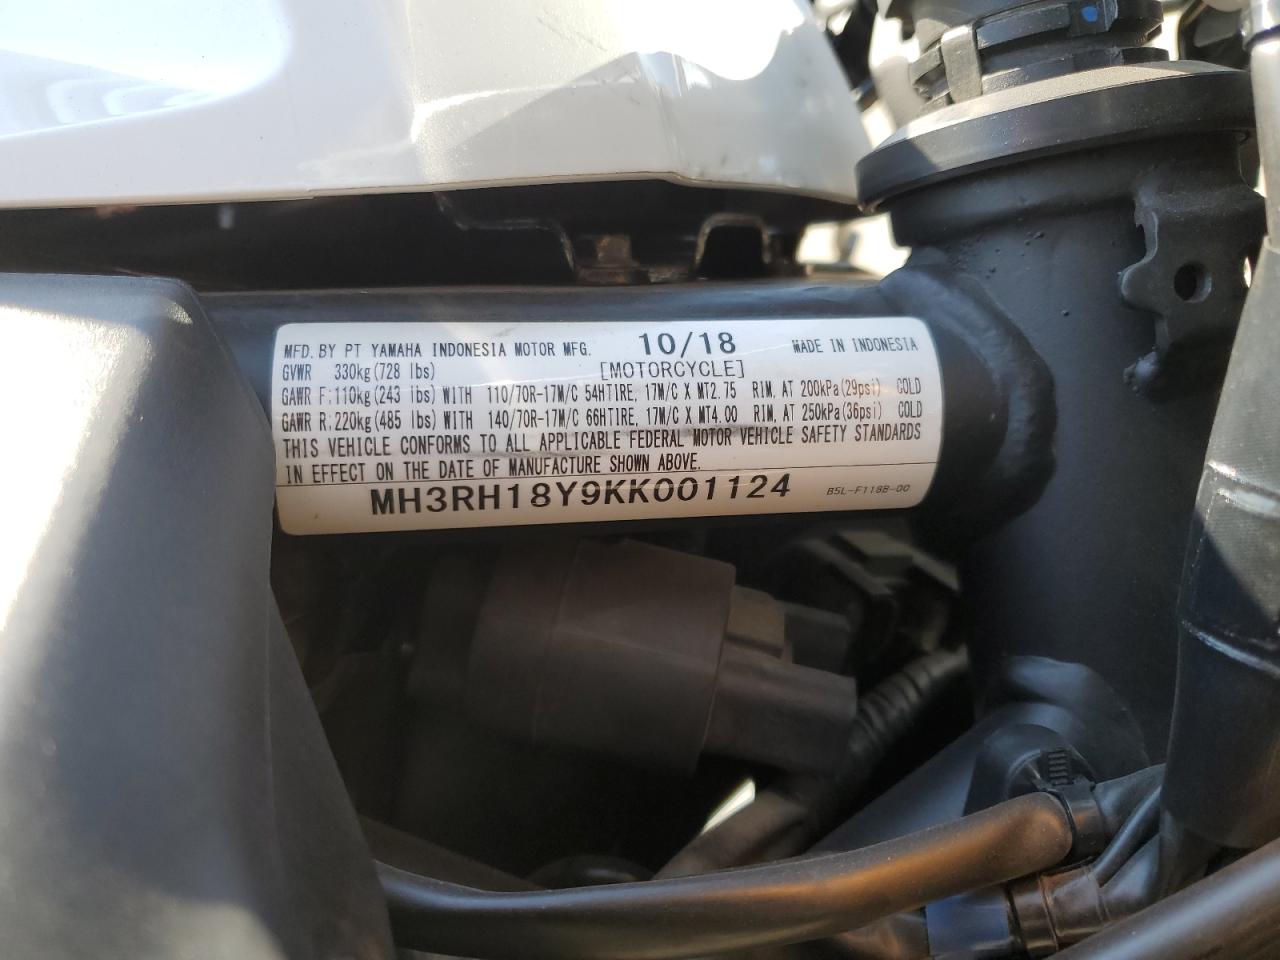 MFD. BY PT YAMAHA INDONESIA MOTOR MFG. 10/18 MADE IN INDONESIA
GVWR 330kg(728 lbs) [MOTORCYCLE]
GAWR F:110kg(243 lbs)WITH 110/70R-17M/C 54HTIRE, 17M/C X MT2.75 RIM, AT 200kPa(29psi) COLD
GAWR R:220kg(485 lbs)WITH 140/70R-17M/C 66HTIRE, 17M/C X MT4.00 RIM, AT 250kPa(36psi) COLD
THIS VEHICLE CONFORMS TO ALL APPLICABLE FEDERAL MOTOR VEHICLE SAFETY STANDARDS
IN EFFECT ON THE DATE OF MANUFACTURE SHOWN ABOVE.
MH3RH18Y9KK001124 B5L-F118B-00